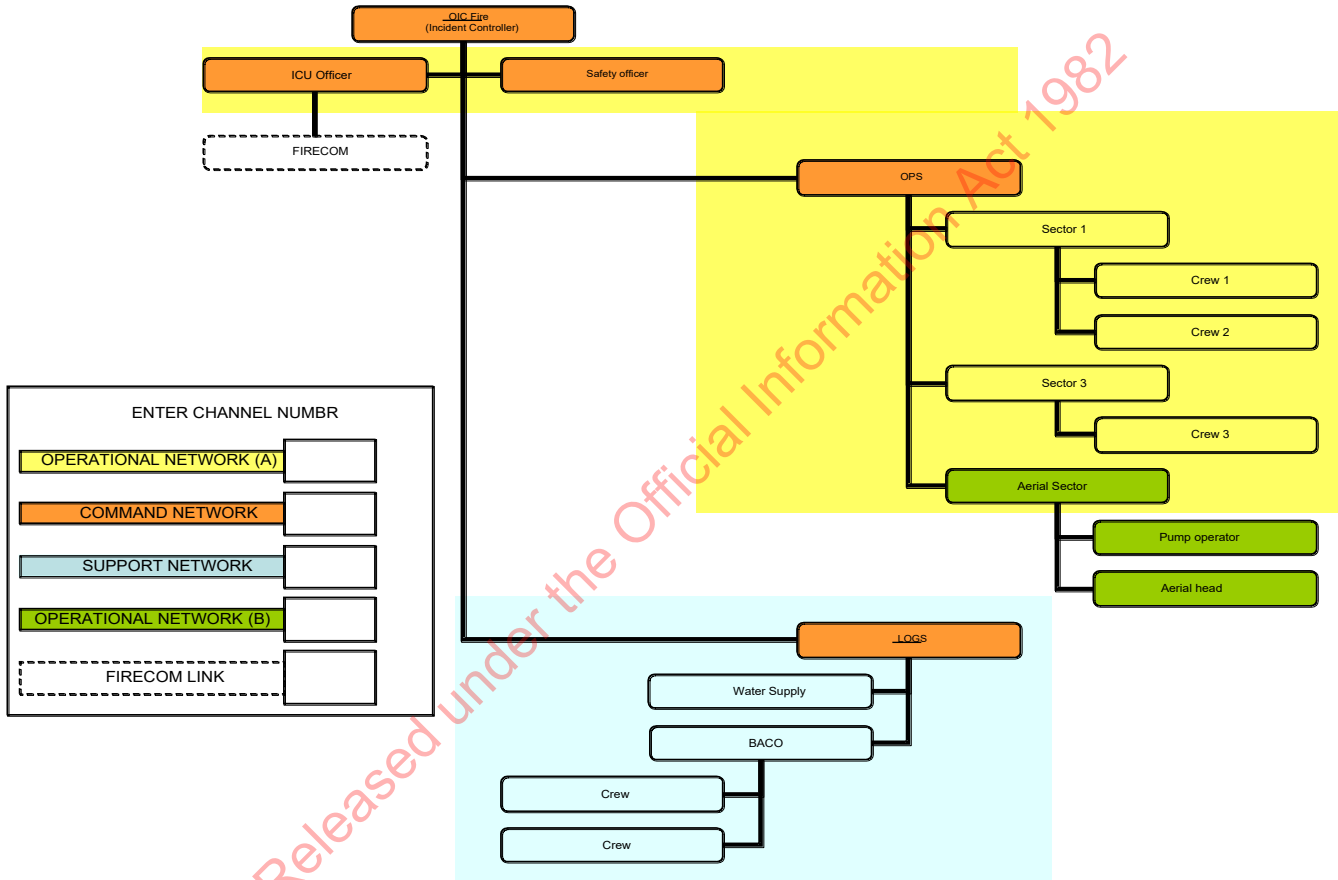 OIC Fire
(Incident Controller)
ICU Officer
Safety officer
FIRECOM
OPS
Sector 1
Crew 1
Crew 2
Sector 3
Crew 3
Aerial Sector
Pump operator
Aerial head
ENTER CHANNEL NUMBR
OPERATIONAL NETWORK (A)
COMMAND NETWORK
SUPPORT NETWORK
OPERATIONAL NETWORK (B)
FIRECOM LINK
LOGS
Water Supply
BACO
Crew
Crew
Released under the Official Information Act 1982